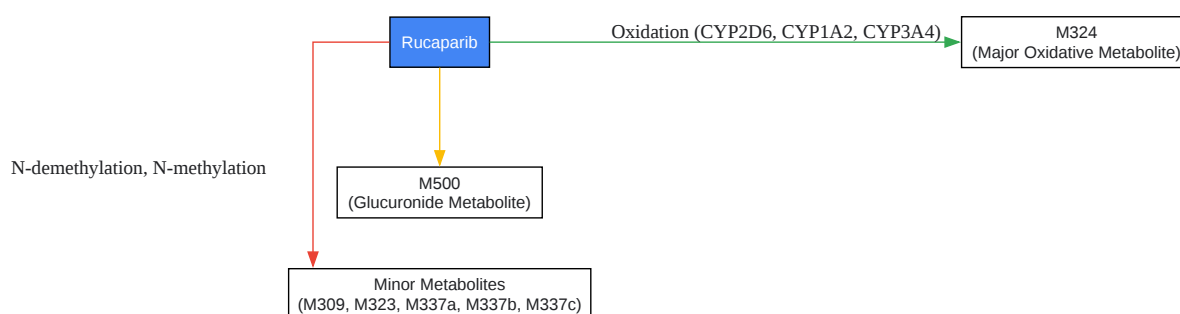 Rucaparib
Oxidation (CYP2D6, CYP1A2, CYP3A4)
M324
(Major Oxidative Metabolite)
N-demethylation, N-methylation
M500
(Glucuronide Metabolite)
Minor Metabolites
(M309, M323, M337a, M337b, M337c)